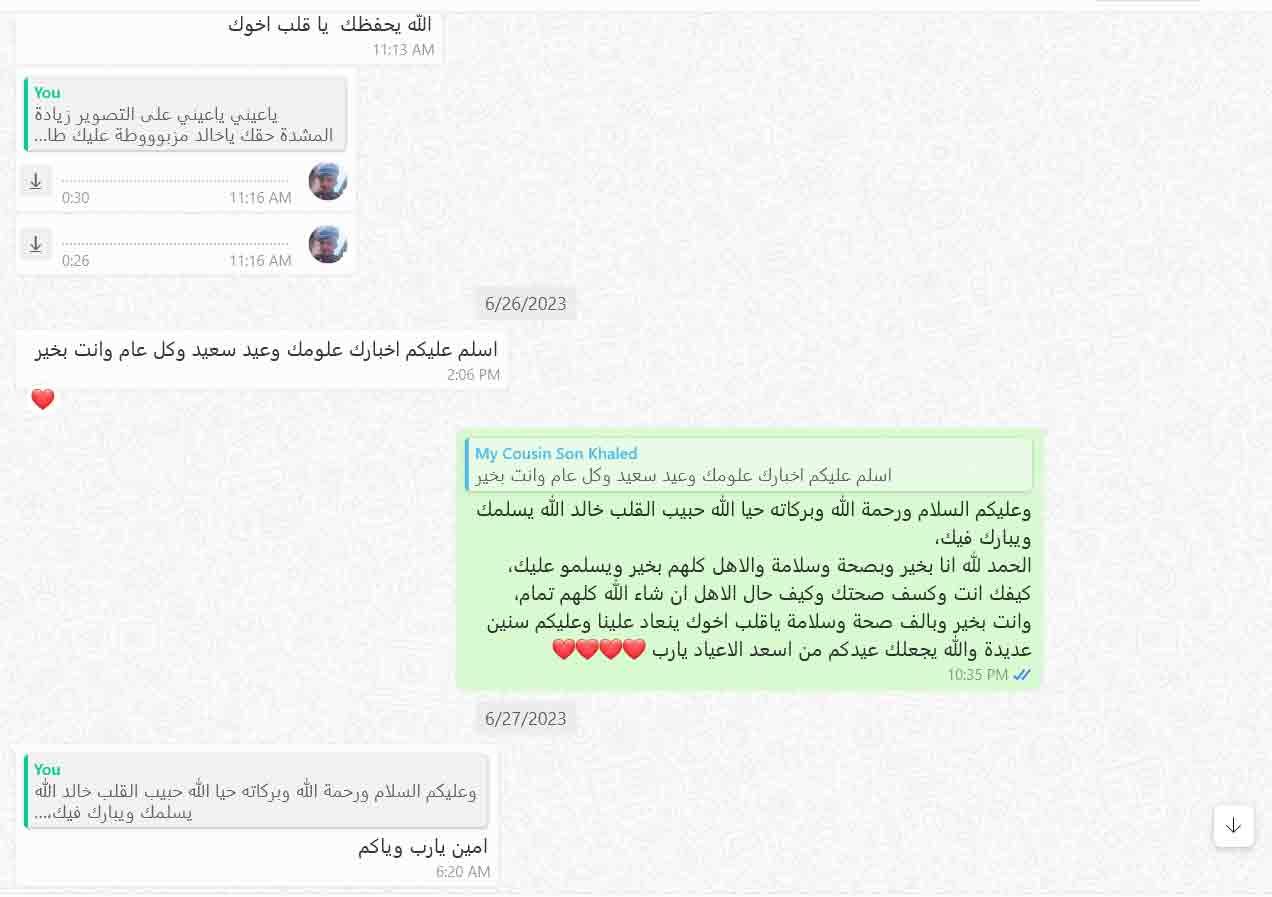 الله يحفظك يا قلب اخوك
11:13 AM
You
ياعيني ياعيني على التصوير زيادة
المشدة حقك ياخالد مزبوووطة عليك طا...
0:30
11:16 AM
0:26
11:16 AM
6/26/2023
اسلم عليكم اخبارك علومك وعيد سعيد وكل عام وانت بخير
2:06 PM
❤️
My Cousin Son Khaled
اسلم عليكم اخبارك علومك وعيد سعيد وكل عام وانت بخير
وعليكم السلام ورحمة الله وبركاته حيا الله حبيب القلب خالد الله يسلمك
ويبارك فيك،
الحمد لله انا بخير وبصحة وسلامة والاهل كلهم بخير ويسلمو عليك،
كيفك انت وكسف صحتك وكيف حال الاهل ان شاء الله كلهم تمام،
وانت بخير وبالف صحة وسلامة ياقلب اخوك ينعاد علينا وعليكم سنين
عديدة والله يجعلك عيدكم من اسعد الاعياد يارب ❤️❤️❤️❤️
10:35 PM
6/27/2023
You
وعليكم السلام ورحمة الله وبركاته حيا الله حبيب القلب خالد الله
يسلمك ويبارك فيك،...
امين يارب وياكم
6:20 AM